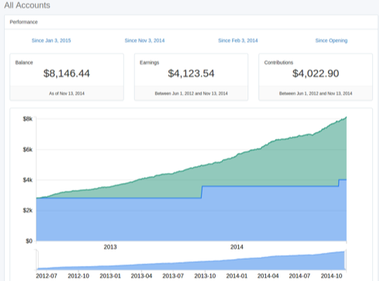 All Accounts
Performance
Since Jan 3, 2015
Since Nov 3, 2014
Since Feb 3, 2014
Since Opening
Balance
$8,146.44
As of Nov 13, 2014
Earnings
$4,123.54
Between Jun 1, 2012 and Nov 13, 2014
Contributions
$4,022.90
Between Jun 1, 2012 and Nov 13, 2014
$8k
$6k
$4k
$2k
$0
2013 2014
2012-07 2012-10 2013-01 2013-04 2013-07 2013-10 2014-01 2014-04 2014-07 2014-10